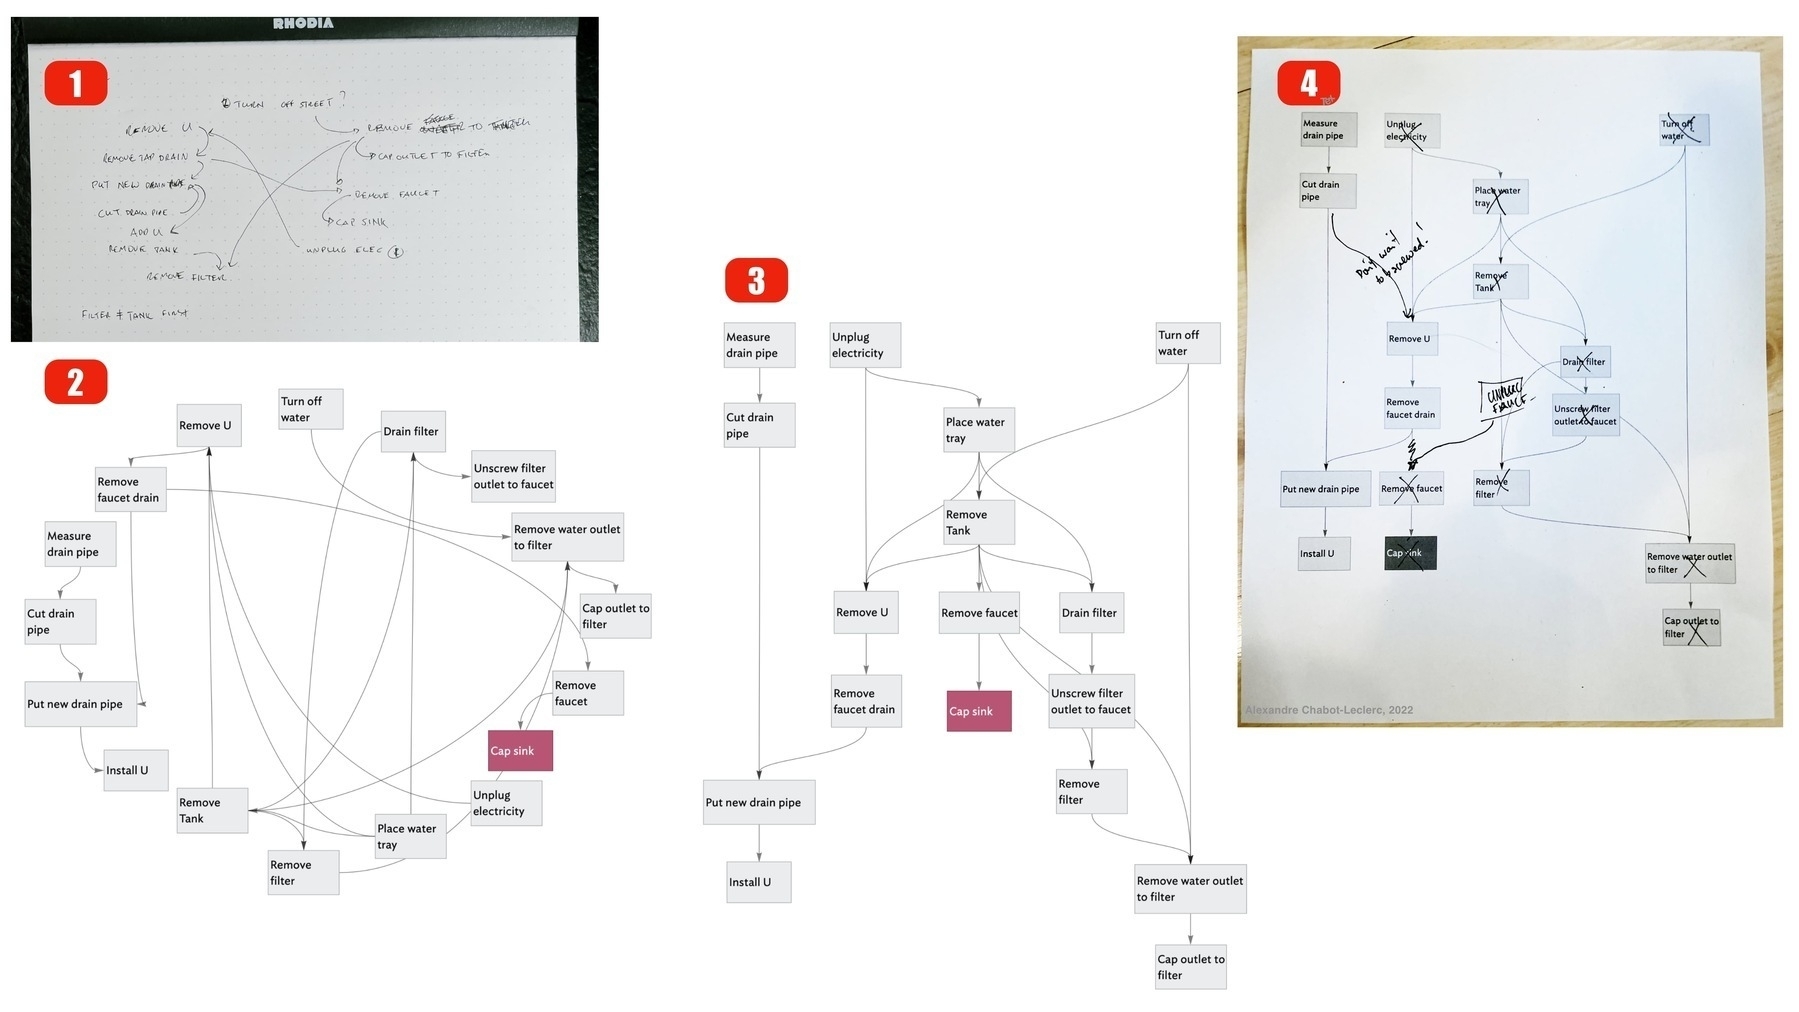 RHODIA
1
TURN OFF STREET?
REMOVE U
REMOVE TO
REMOVE TAP DRAIN
CAP OUTLET TO FILTER
PUT NEW DRAIN
REMOVE FAUCET
CUT DRAIN PIPE
CAP SINK
ADD U
REMOVE TANK
UNPLUG ELEC
REMOVE FILTER
FILTER & TANK FIRST
2
Remove U
Turn off
water
Drain filter
Remove
faucet drain
Unscrew filter
outlet to faucet
Measure
drain pipe
Remove water outlet
to filter
Cut drain
pipe
Cap outlet to
filter
Put new drain pipe
Remove
faucet
Cap sink
Install U
Remove
Tank
Unplug
electricity
Place water
tray
Remove
filter
3
Measure
drain pipe
Unplug
electricity
Turn off
water
Cut drain
pipe
Place water
tray
Remove
Tank
Remove U
Remove faucet
Drain filter
Remove
faucet drain
Cap sink
Unscrew filter
outlet to faucet
Put new drain pipe
Remove
filter
Install U
Remove water outlet
to filter
Cap outlet to
filter
4
Measure
drain pipe
Unplug
electricity
Turn off
water
Cut drain
pipe
Place water
tray
Don't wait
to be screwed!
Remove
Tank
Remove U
Drain filter
Remove
faucet drain
Unscrew filter
outlet to faucet
Put new drain pipe
Remove faucet
Remove
filter
Install U
Cap sink
Remove water outlet
to filter
Cap outlet to
filter
Alexandre Chabot-Leclerc, 2022